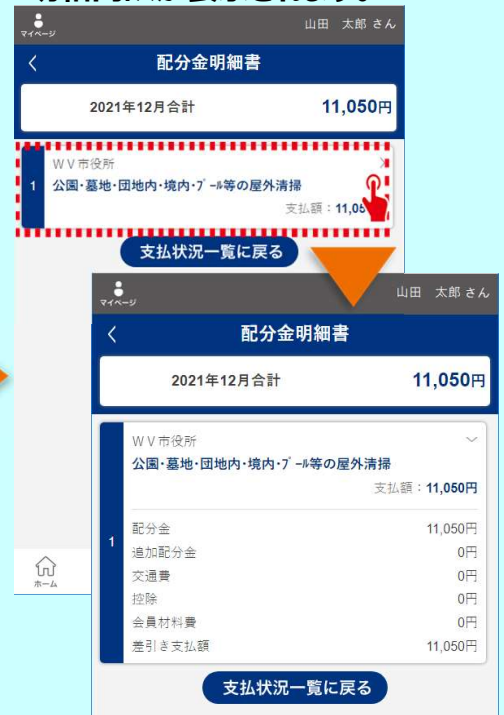 マイページ
山田 太郎 さん
配分金明細書
2021年12月合計 11,050円
1
WV市役所
公園・墓地・団地内・境内・プール等の屋外清掃
支払額：11,05
支払状況一覧に戻る
ホーム
マイページ
山田 太郎 さん
配分金明細書
2021年12月合計 11,050円
1
WV市役所
公園・墓地・団地内・境内・プール等の屋外清掃
支払額：11,050円
配分金 11,050円
追加配分金 0円
交通費 0円
控除 0円
会員材料費 0円
差引き支払額 11,050円
支払状況一覧に戻る